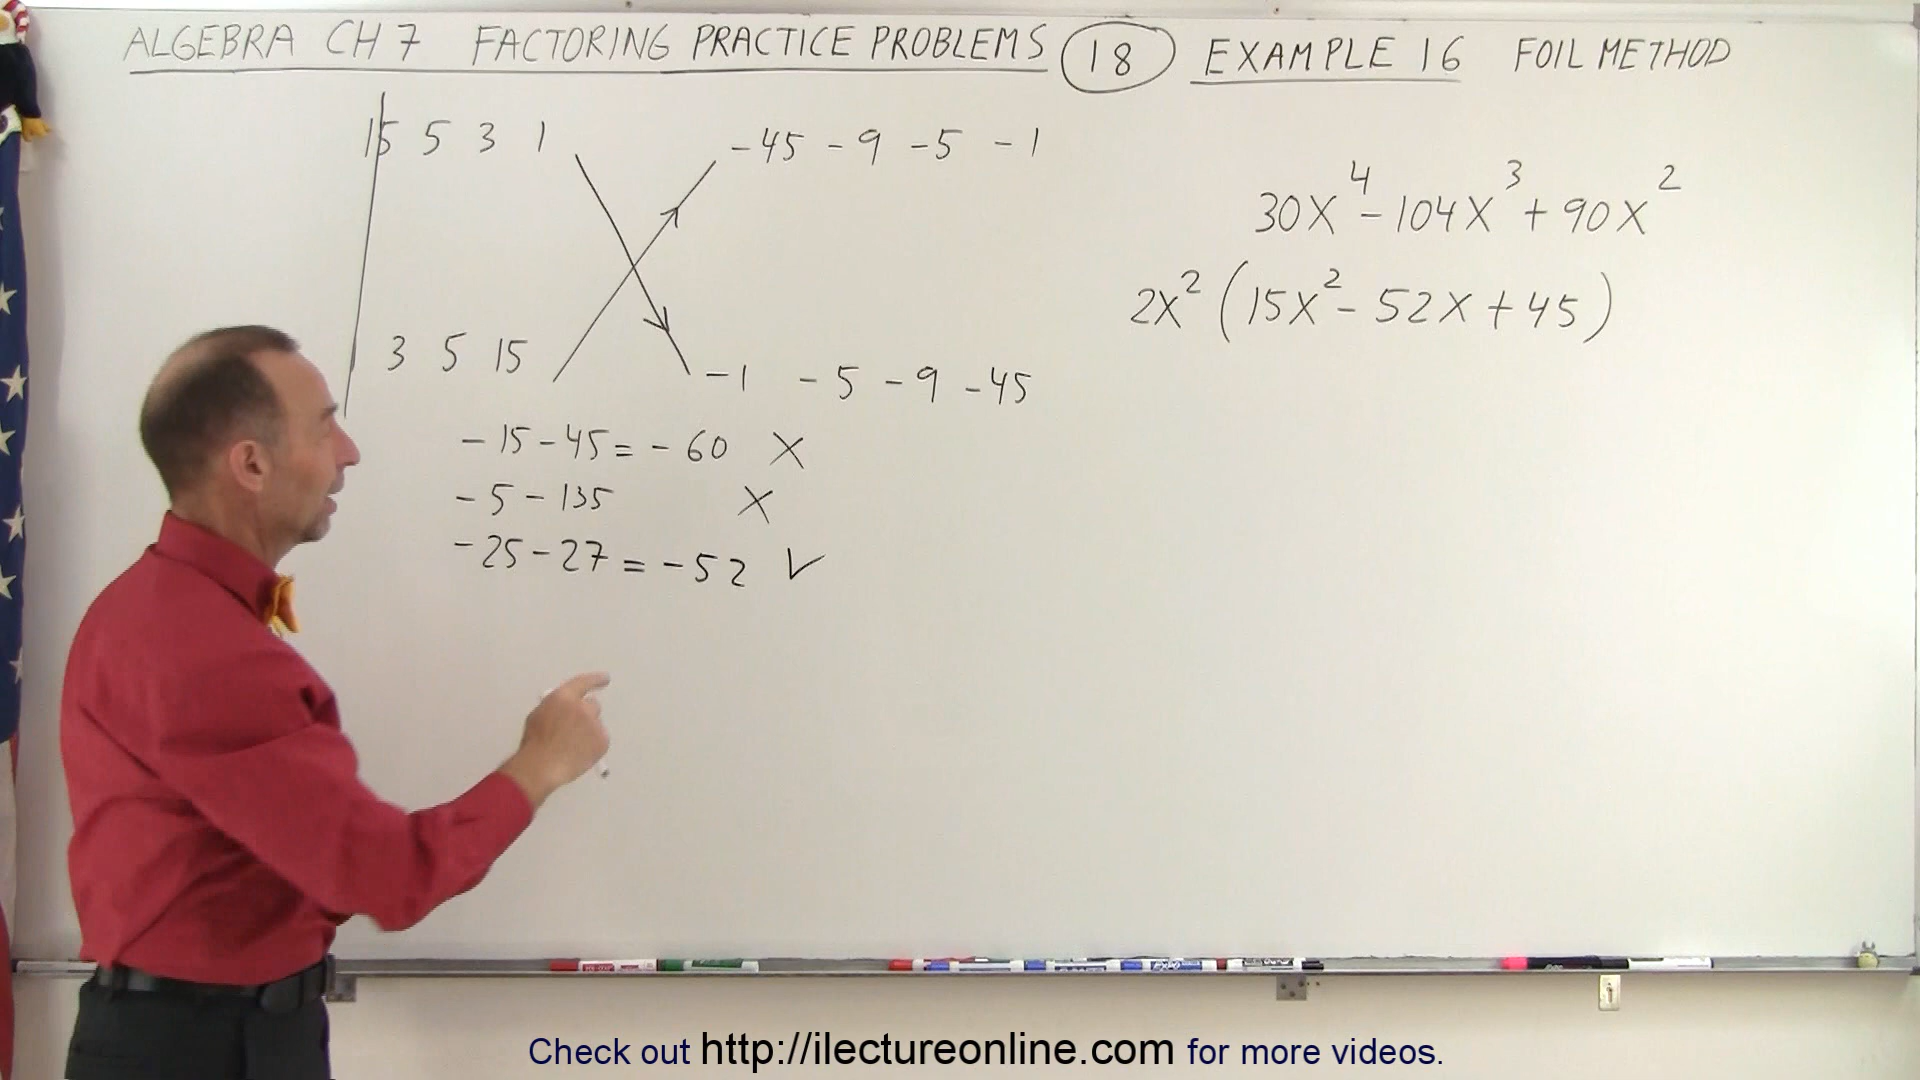 ALGEBRA CH 7 FACTORING PRACTICE PROBLEMS 18 EXAMPLE 16 FOIL METHOD
15 5 3 1 -45 -9 -5 -1
3 5 15 -1 -5 -9 -45
-15-45=-60 X
-5-135 X
-25-27=-52 ✓
30X⁴-104X³+90X²
2X²(15X²-52X+45)
Check out http://ilectureonline.com for more videos.